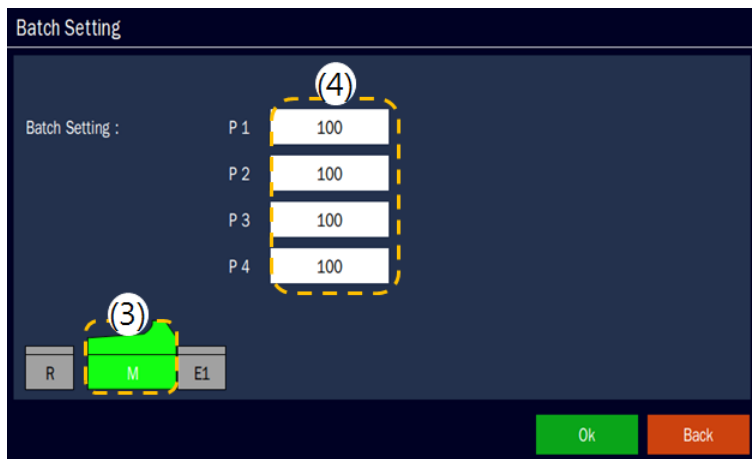 Batch Setting
(4)
Batch Setting : P 1 100
P 2 100
P 3 100
P 4 100
(3)
R M E1
Ok Back